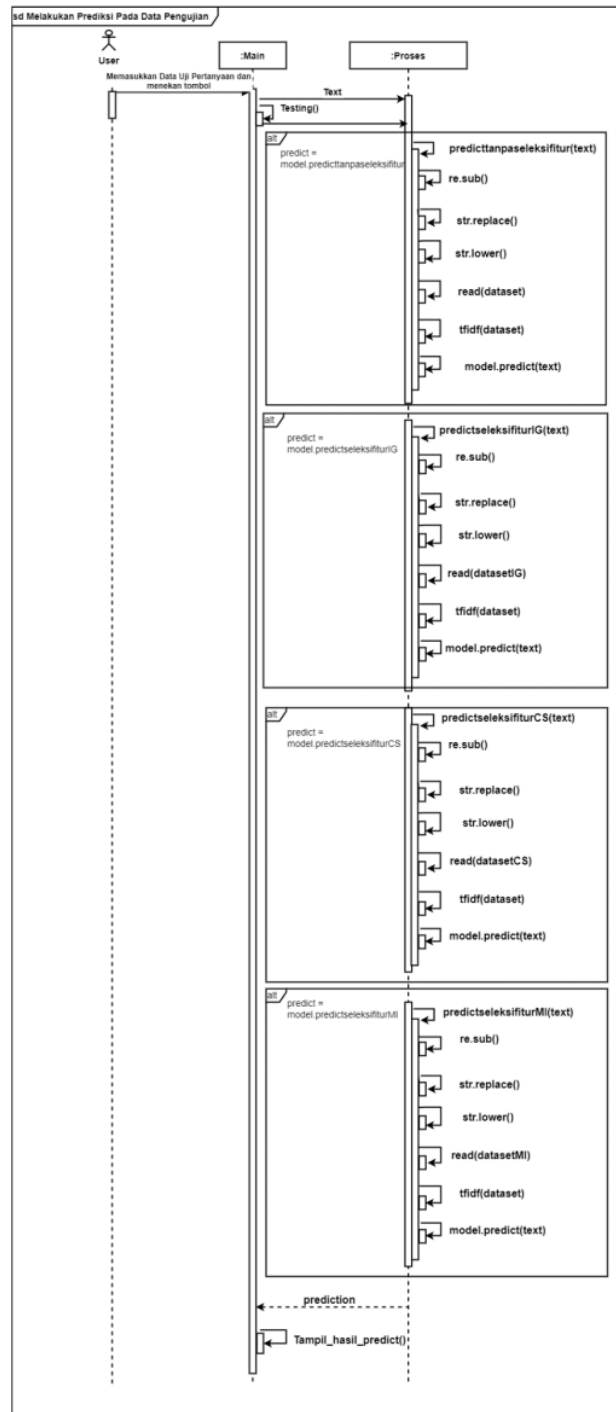 sd Melakukan Prediksi Pada Data Pengujian
User
:Main
:Proses
Memasukkan Data Uji Pertanyaan dan
menekan tombol
Text
Testing()
alt
predict =
model.predicttanpaseleksifitur
predicttanpaseleksifitur(text)
re.sub()
str.replace()
str.lower()
read(dataset)
tfidf(dataset)
model.predict(text)
alt
predict =
model.predictseleksifiturIG
predictseleksifiturIG(text)
re.sub()
str.replace()
str.lower()
read(datasetIG)
tfidf(dataset)
model.predict(text)
alt
predict =
model.predictseleksifiturCS
predictseleksifiturCS(text)
re.sub()
str.replace()
str.lower()
read(datasetCS)
tfidf(dataset)
model.predict(text)
alt
predict =
model.predictseleksifiturMI
predictseleksifiturMI(text)
re.sub()
str.replace()
str.lower()
read(datasetMI)
tfidf(dataset)
model.predict(text)
prediction
Tampil_hasil_predict()